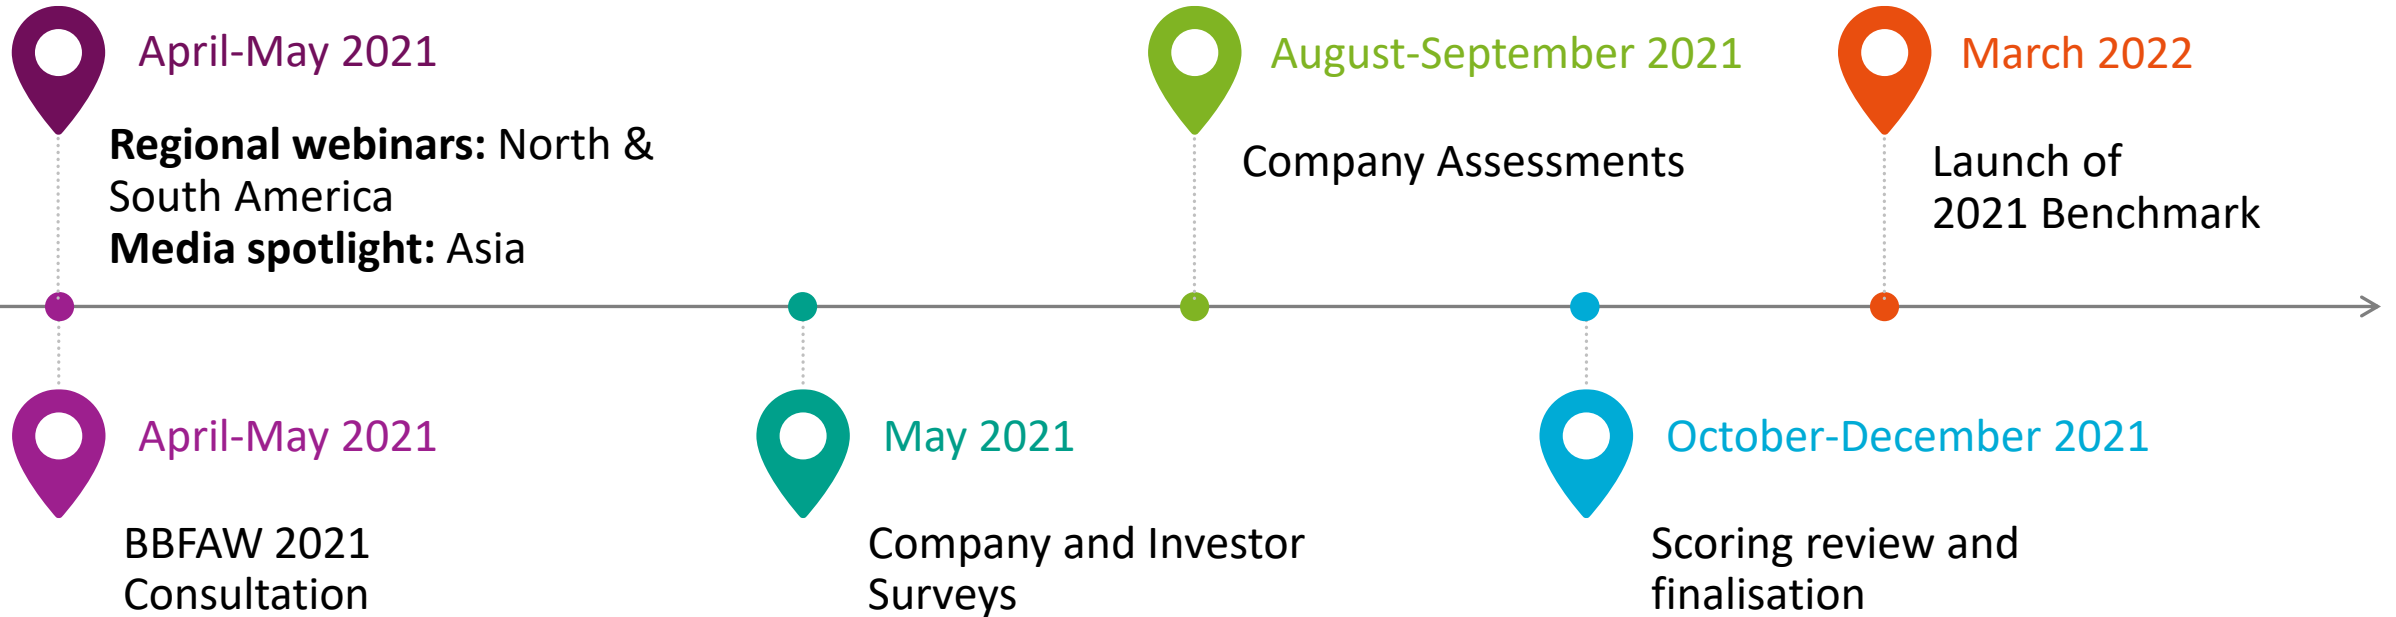 April-May 2021
Regional webinars: North &
South America
Media spotlight: Asia
August-September 2021
Company Assessments
March 2022
Launch of
2021 Benchmark
April-May 2021
BBFAW 2021
Consultation
May 2021
Company and Investor
Surveys
October-December 2021
Scoring review and
finalisation